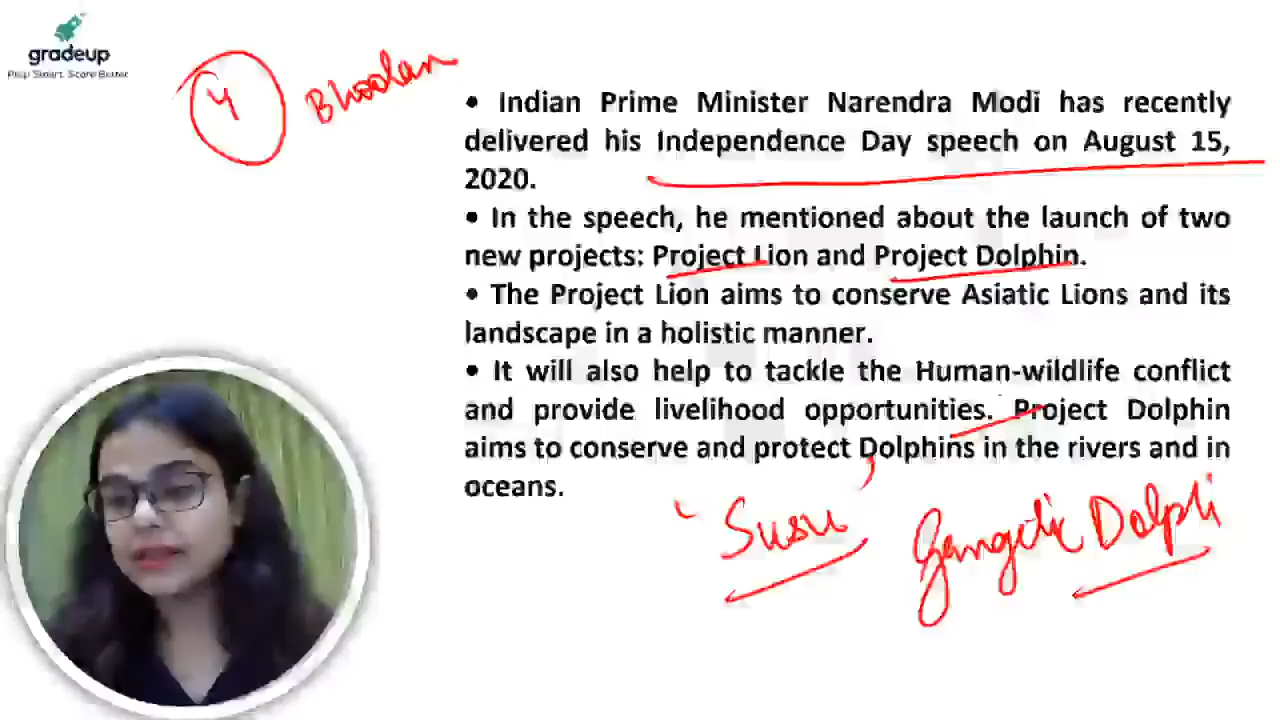 gradeup
Prep Smart. Score Better
4
Bhoolan
• Indian Prime Minister Narendra Modi has recently
delivered his Independence Day speech on August 15,
2020.
• In the speech, he mentioned about the launch of two
new projects: Project Lion and Project Dolphin.
• The Project Lion aims to conserve Asiatic Lions and its
landscape in a holistic manner.
• It will also help to tackle the Human-wildlife conflict
and provide livelihood opportunities. Project Dolphin
aims to conserve and protect Dolphins in the rivers and in
oceans.
‘Susu’ Gangetic Dolphi